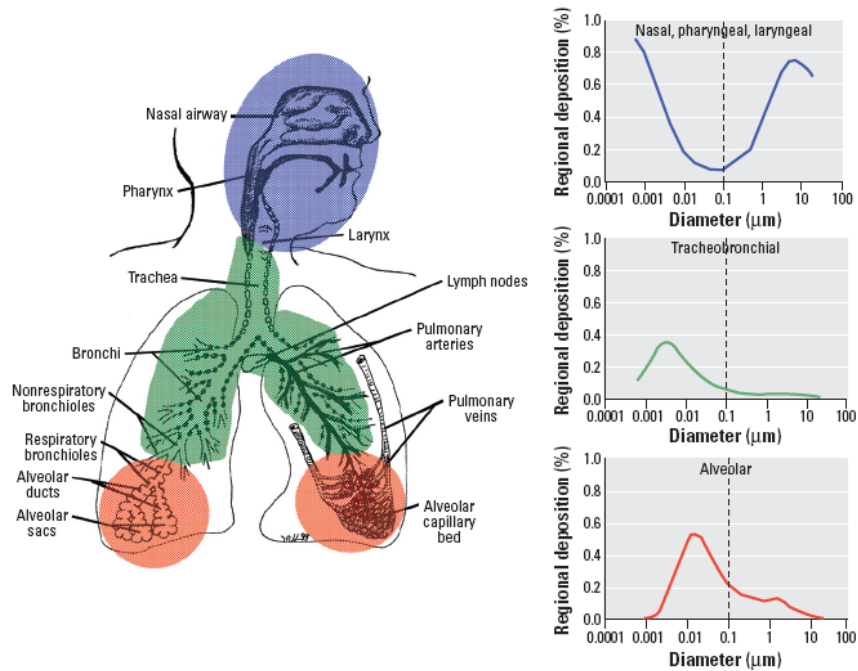 Nasal airway
Pharynx
Larynx
Trachea
Lymph nodes
Pulmonary
arteries
Bronchi
Nonrespiratory
bronchioles
Pulmonary
veins
Respiratory
bronchioles
Alveolar
ducts
Alveolar
sacs
Alveolar
capillary
bed
Regional deposition (%)
1.0
0.8
0.6
0.4
0.2
0.0
Nasal, pharyngeal, laryngeal
0.0001 0.001 0.01 0.1 1 10 100
Diameter (μm)
Regional deposition (%)
1.0
0.8
0.6
0.4
0.2
0.0
Tracheobronchial
0.0001 0.001 0.01 0.1 1 10 100
Diameter (μm)
Regional deposition (%)
1.0
0.8
0.6
0.4
0.2
0.0
Alveolar
0.0001 0.001 0.01 0.1 1 10 100
Diameter (μm)